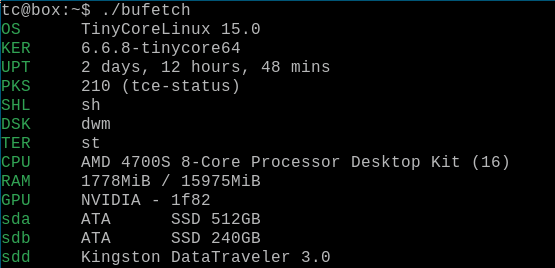 tc@box:~$ ./bufetch
OS      TinyCoreLinux 15.0
KER     6.6.8-tinycore64
UPT     2 days, 12 hours, 48 mins
PKS     210 (tce-status)
SHL     sh
DSK     dwm
TER     st
CPU     AMD 4700S 8-Core Processor Desktop Kit (16)
RAM     1778MiB / 15975MiB
GPU     NVIDIA - 1f82
sda     ATA      SSD 512GB
sdb     ATA      SSD 240GB
sdd     Kingston DataTraveler 3.0